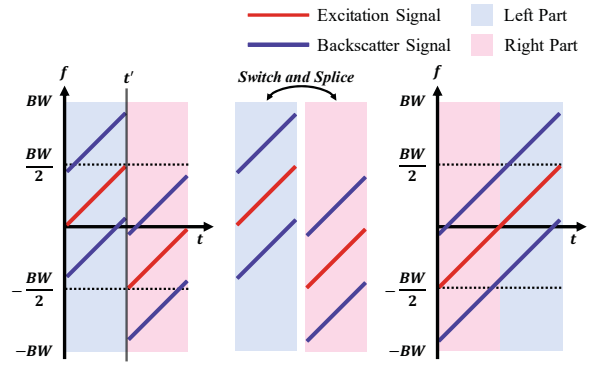 Excitation Signal
Left Part
Backscatter Signal
Right Part
f
t′
BW
BW/2
t
-BW/2
-BW
Switch and Splice
f
BW
BW/2
t
-BW/2
-BW